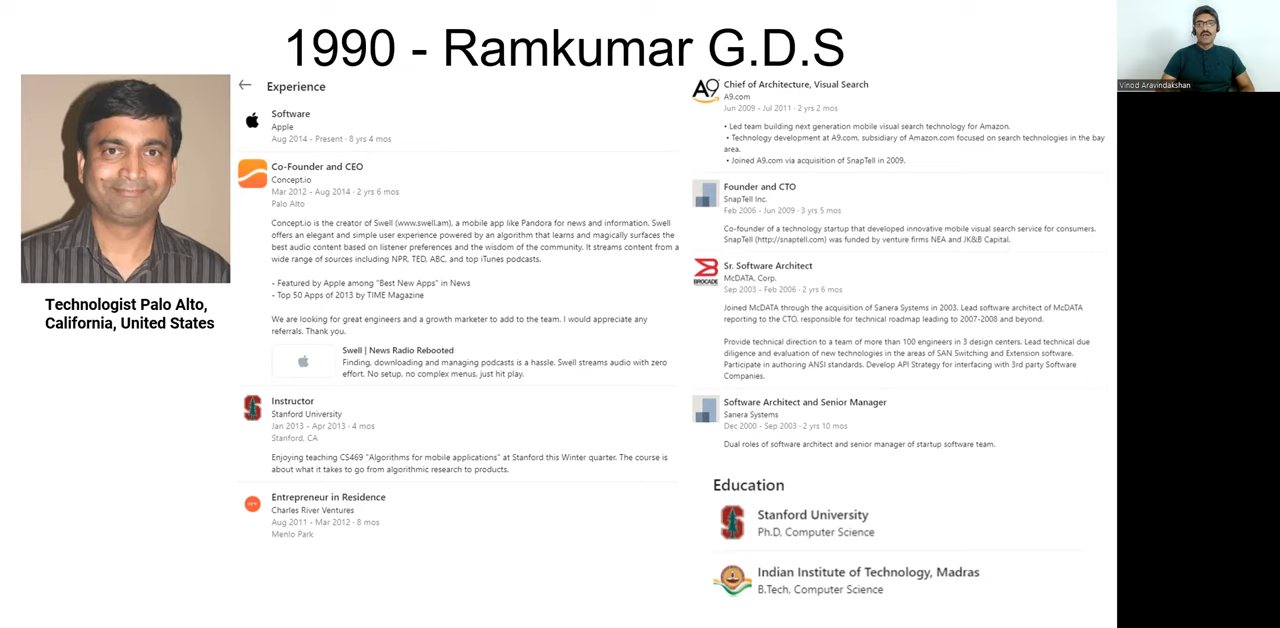 1990 - Ramkumar G.D.S
Technologist Palo Alto,
California, United States
Experience
Software
Apple
Aug 2014 - Present · 8 yrs 4 mos
Co-Founder and CEO
Concept.io
Mar 2012 - Aug 2014 · 2 yrs 6 mos
Palo Alto
Concept.io is the creator of Swell (www.swell.am), a mobile app like Pandora for news and information. Swell
offers an elegant and simple user experience powered by an algorithm that learns and magically surfaces the
best audio content based on listener preferences and the wisdom of the community. It streams content from a
wide range of sources including NPR, TED, ABC, and top iTunes podcasts.
- Featured by Apple among "Best New Apps" in News
- Top 50 Apps of 2013 by TIME Magazine
We are looking for great engineers and a growth marketer to add to the team. I would appreciate any
referrals. Thank you.
Swell | News Radio Rebooted
Finding, downloading and managing podcasts is a hassle. Swell streams audio with zero
effort. No setup, no complex menus, just hit play.
Instructor
Stanford University
Jan 2013 - Apr 2013 · 4 mos
Stanford, CA
Enjoying teaching CS469 "Algorithms for mobile applications" at Stanford this Winter quarter. The course is
about what it takes to go from algorithmic research to products.
Entrepreneur in Residence
Charles River Ventures
Aug 2011 - Mar 2012 · 8 mos
Menlo Park
A9
Chief of Architecture, Visual Search
A9.com
Jun 2009 - Jul 2011 · 2 yrs 2 mos
• Led team building next generation mobile visual search technology for Amazon.
• Technology development at A9.com, subsidiary of Amazon.com focused on search technologies in the bay
area.
• Joined A9.com via acquisition of SnapTell in 2009.
Founder and CTO
SnapTell Inc.
Feb 2006 - Jun 2009 · 3 yrs 5 mos
Co-founder of a technology startup that developed innovative mobile visual search service for consumers.
SnapTell (http://snaptell.com) was funded by venture firms NEA and JK&B Capital.
BROCADE
Sr. Software Architect
McDATA, Corp.
Sep 2003 - Feb 2006 · 2 yrs 6 mos
Joined McDATA through the acquisition of Sanera Systems in 2003. Lead software architect of McDATA
reporting to the CTO, responsible for technical roadmap leading to 2007-2008 and beyond.
Provide technical direction to a team of more than 100 engineers in 3 design centers. Lead technical due
diligence and evaluation of new technologies in the areas of SAN Switching and Extension software.
Participate in authoring ANSI standards. Develop API Strategy for interfacing with 3rd party Software
Companies.
Software Architect and Senior Manager
Sanera Systems
Dec 2000 - Sep 2003 · 2 yrs 10 mos
Dual roles of software architect and senior manager of startup software team.
Education
Stanford University
Ph.D, Computer Science
Indian Institute of Technology, Madras
B.Tech, Computer Science
Vinod Aravindakshan